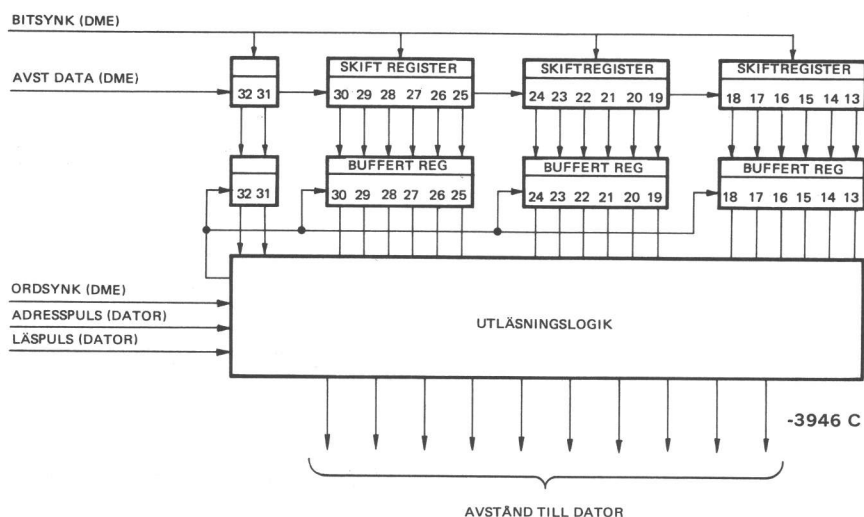 BITSYNK (DME)
SKIFT REGISTER
SKIFTREGISTER
SKIFTREGISTER
AVST DATA (DME)
32 31
30 29 28 27 26 25
24 23 22 21 20 19
18 17 16 15 14 13
BUFFERT REG
BUFFERT REG
BUFFERT REG
32 31
30 29 28 27 26 25
24 23 22 21 20 19
18 17 16 15 14 13
ORDSYNK (DME)
ADRESSPULS (DATOR)
LÄSPULS (DATOR)
UTLÄSNINGSLOGIK
-3946 C
AVSTÅND TILL DATOR